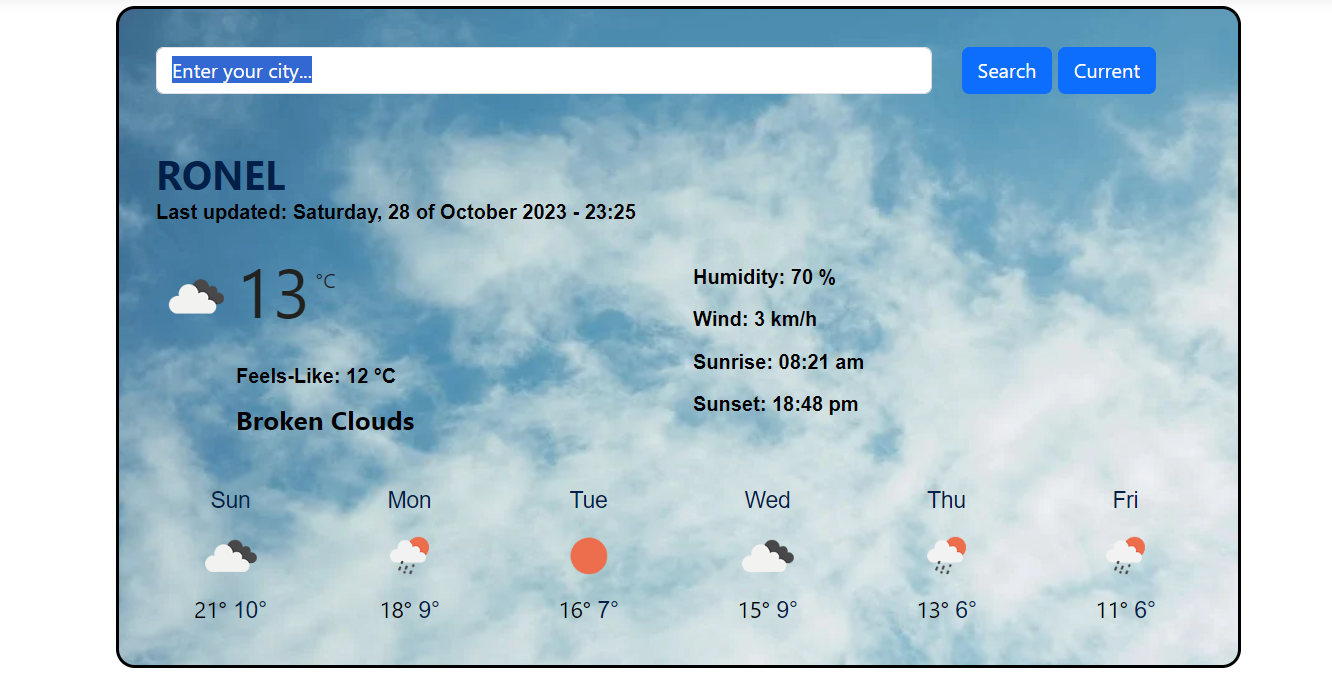 Enter your city...
Search
Current
RONEL
Last updated: Saturday, 28 of October 2023 - 23:25
13 °C
Humidity: 70 %
Wind: 3 km/h
Sunrise: 08:21 am
Sunset: 18:48 pm
Feels-Like: 12 °C
Broken Clouds
Sun Mon Tue Wed Thu Fri
21° 10° 18° 9° 16° 7° 15° 9° 13° 6° 11° 6°